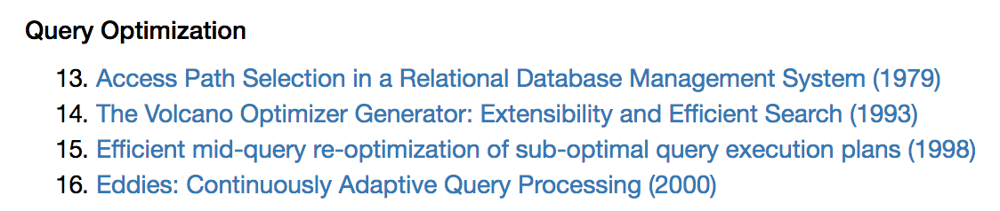 Query Optimization
13. Access Path Selection in a Relational Database Management System (1979)
14. The Volcano Optimizer Generator: Extensibility and Efficient Search (1993)
15. Efficient mid-query re-optimization of sub-optimal query execution plans (1998)
16. Eddies: Continuously Adaptive Query Processing (2000)